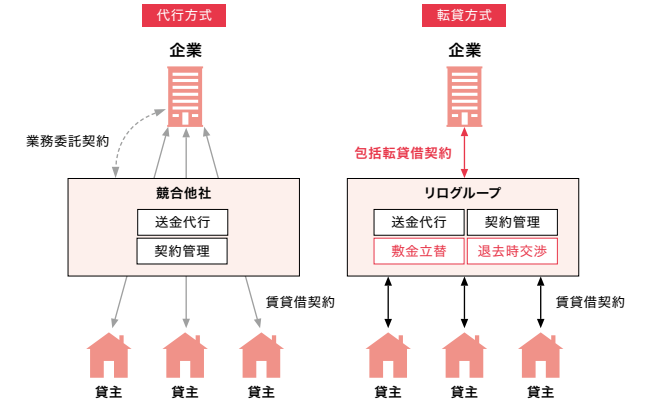 代行方式
企業
業務委託契約
競合他社
送金代行
契約管理
賃貸借契約
貸主
貸主
貸主
転貸方式
企業
包括転貸借契約
リログループ
送金代行
契約管理
敷金立替
退去時交渉
賃貸借契約
貸主
貸主
貸主